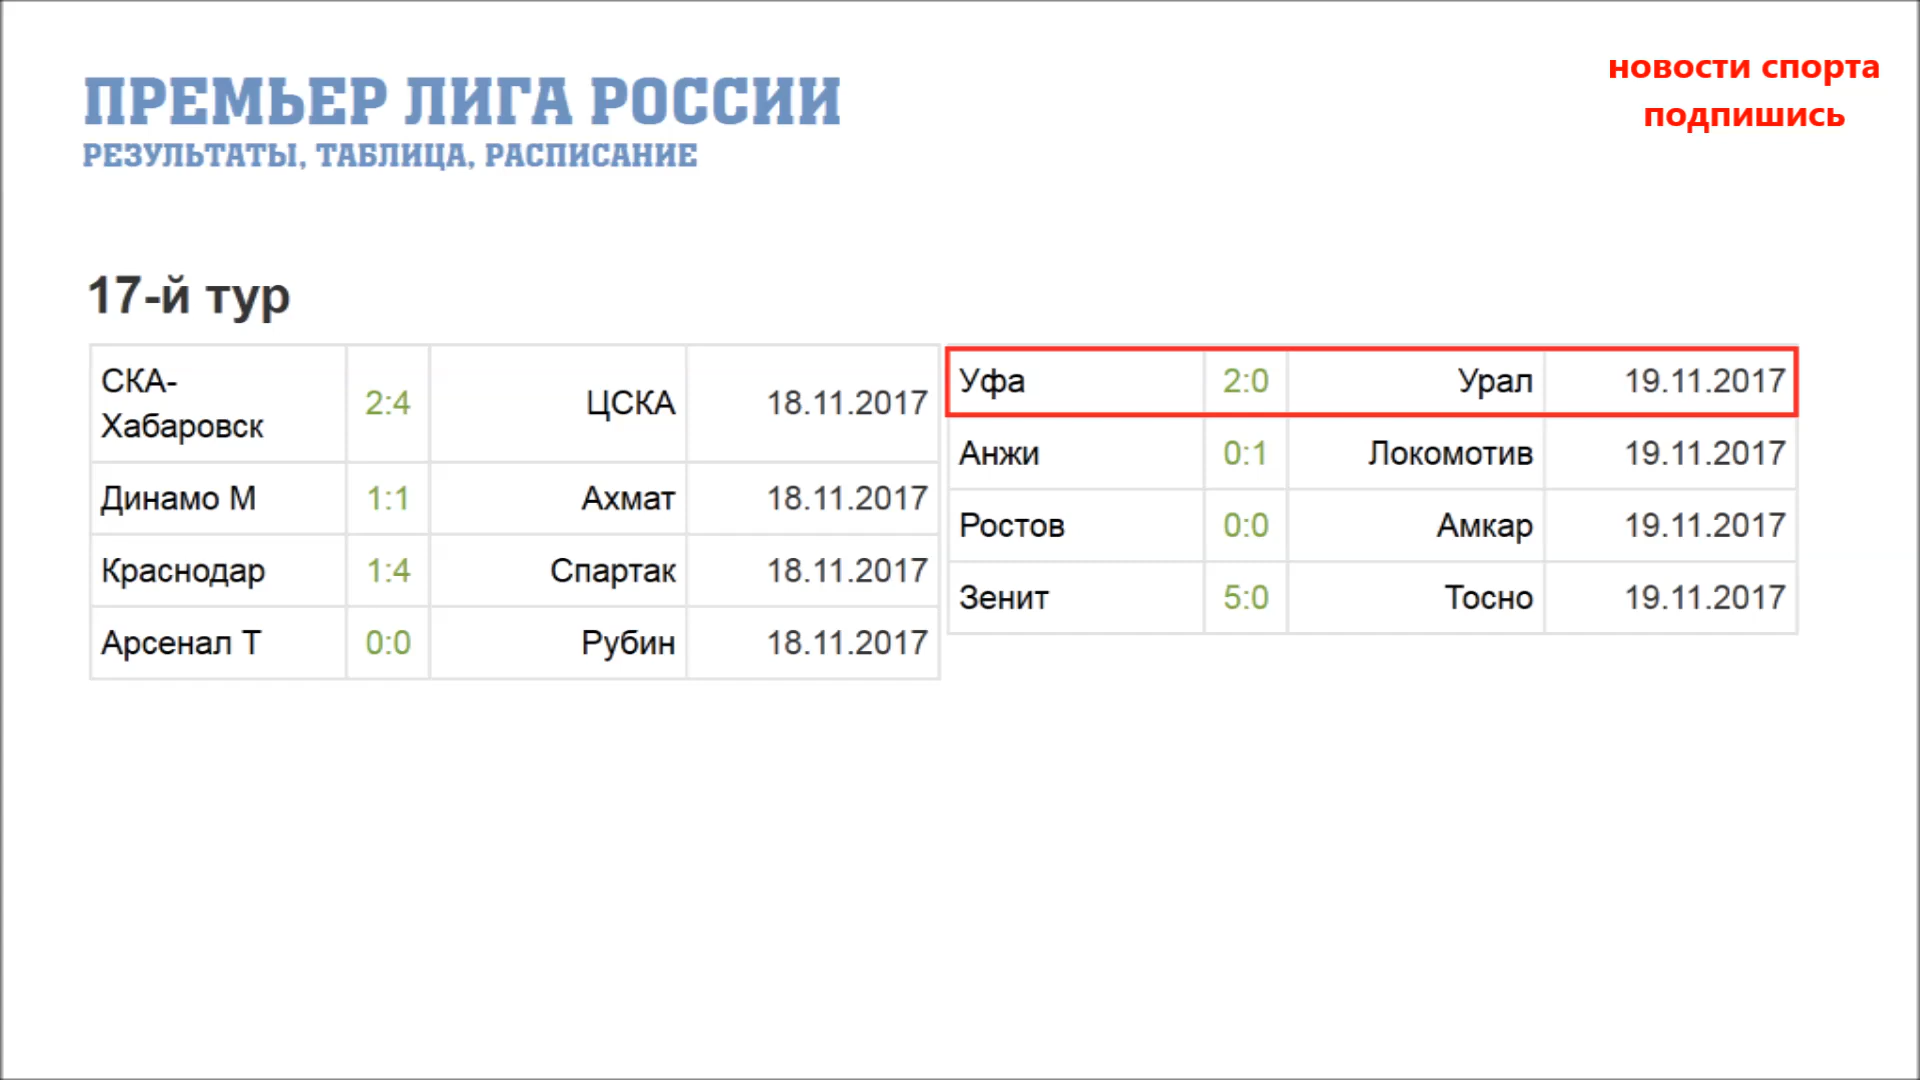 ПРЕМЬЕР ЛИГА РОССИИ
РЕЗУЛЬТАТЫ, ТАБЛИЦА, РАСПИСАНИЕ
новости спорта
подпишись
17-й тур
СКА-
Хабаровск 2:4 ЦСКА 18.11.2017
Динамо М 1:1 Ахмат 18.11.2017
Краснодар 1:4 Спартак 18.11.2017
Арсенал Т 0:0 Рубин 18.11.2017
Уфа 2:0 Урал 19.11.2017
Анжи 0:1 Локомотив 19.11.2017
Ростов 0:0 Амкар 19.11.2017
Зенит 5:0 Тосно 19.11.2017